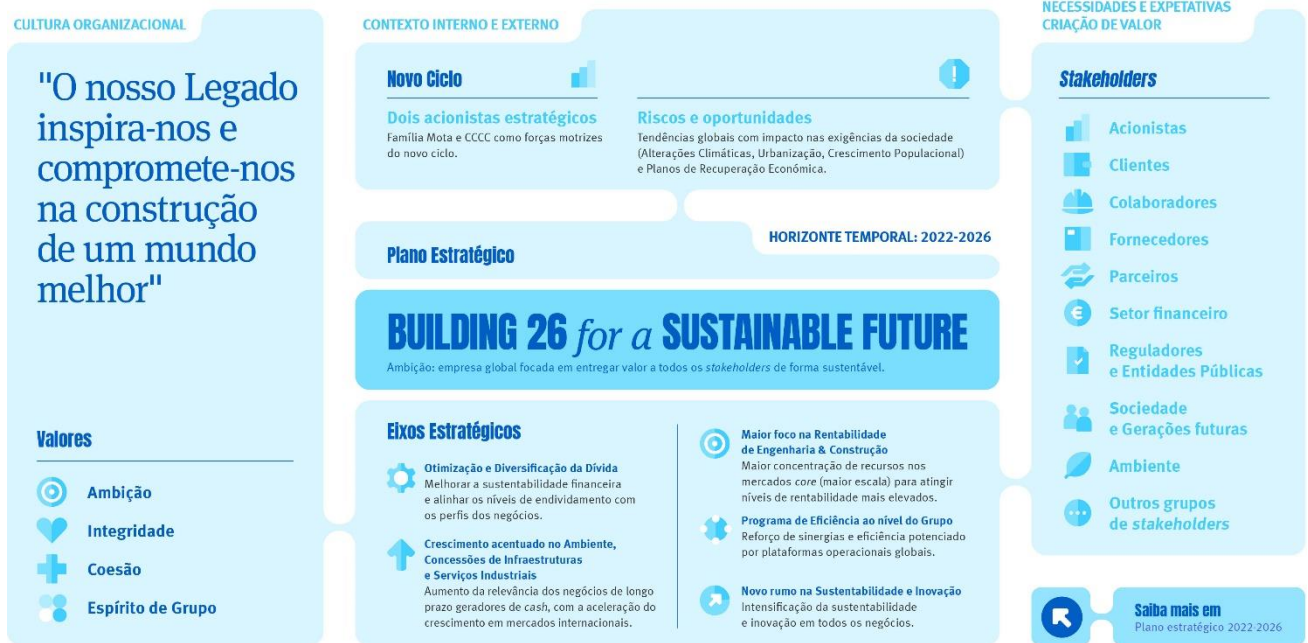 CULTURA ORGANIZACIONAL
"O nosso Legado
inspira-nos e
compromete-nos
na construção
de um mundo
melhor"
Valores
Ambição
Integridade
Coesão
Espírito de Grupo
CONTEXTO INTERNO E EXTERNO
Novo Ciclo
Dois acionistas estratégicos
Família Mota e CCCC como forças motrizes
do novo ciclo.
Riscos e oportunidades
Tendências globais com impacto nas exigências da sociedade
(Alterações Climáticas, Urbanização, Crescimento Populacional)
e Planos de Recuperação Económica.
HORIZONTE TEMPORAL: 2022-2026
Plano Estratégico
BUILDING 26 for a SUSTAINABLE FUTURE
Ambição: empresa global focada em entregar valor a todos os stakeholders de forma sustentável.
Eixos Estratégicos
Otimização e Diversificação da Dívida
Melhorar a sustentabilidade financeira
e alinhar os níveis de endividamento com
os perfis dos negócios.
Crescimento acentuado no Ambiente,
Concessões de Infraestruturas
e Serviços Industriais
Aumento da relevância dos negócios de longo
prazo geradores de cash, com a aceleração do
crescimento em mercados internacionais.
Maior foco na Rentabilidade
de Engenharia & Construção
Maior concentração de recursos nos
mercados core (maior escala) para atingir
níveis de rentabilidade mais elevados.
Programa de Eficiência ao nível do Grupo
Reforço de sinergias e eficiência potenciado
por plataformas operacionais globais.
Novo rumo na Sustentabilidade e Inovação
Intensificação da sustentabilidade
e inovação em todos os negócios.
NECESSIDADES E EXPETATIVAS
CRIAÇÃO DE VALOR
Stakeholders
Acionistas
Clientes
Colaboradores
Fornecedores
Parceiros
Setor financeiro
Reguladores
e Entidades Públicas
Sociedade
e Gerações futuras
Ambiente
Outros grupos
de stakeholders
Saiba mais em
Plano estratégico 2022-2026